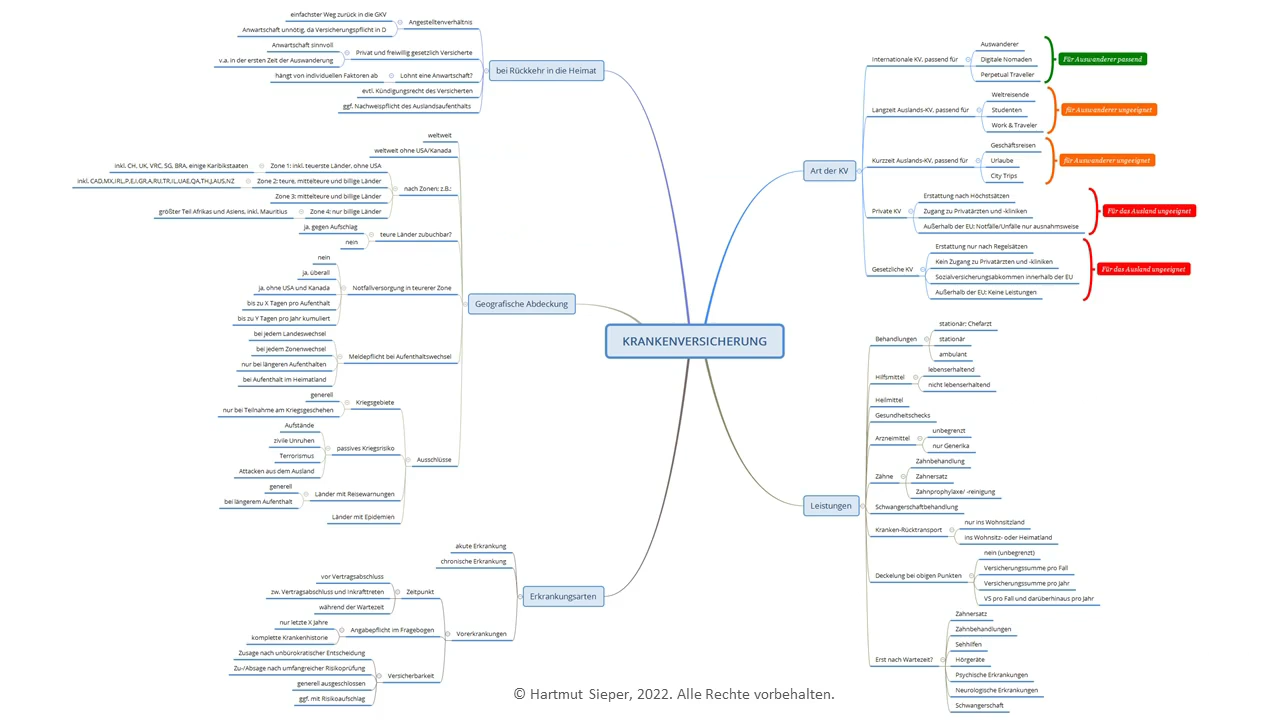 KRANKENVERSICHERUNG
bei Rückkehr in die Heimat
Angestelltenverhältnis
einfachster Weg zurück in die GKV
Anwartschaft unnötig, da Versicherungspflicht in D
Privat und freiwillig gesetzlich Versicherte
Anwartschaft sinnvoll
v.a. in der ersten Zeit der Auswanderung
Lohnt eine Anwartschaft?
hängt von individuellen Faktoren ab
evtl. Kündigungsrecht des Versicherten
ggf. Nachweispflicht des Auslandsaufenthalts
Geografische Abdeckung
weltweit
weltweit ohne USA/Kanada
nach Zonen: z.B.:
Zone 1: inkl. teuerste Länder, ohne USA
inkl. CH, UK, VRC, SG, BRA, einige Karibikstaaten
Zone 2: teure, mittelteure und billige Länder
inkl. CAD,MX,IRL,P,E,I,GR,A,RU,TR,IL,UAE,QA,TH,J,AUS,NZ
Zone 3: mittelteure und billige Länder
Zone 4: nur billige Länder
größter Teil Afrikas und Asiens, inkl. Mauritius
teure Länder zubuchbar?
ja, gegen Aufschlag
nein
Notfallversorgung in teurerer Zone
nein
ja, überall
ja, ohne USA und Kanada
bis zu X Tagen pro Aufenthalt
bis zu Y Tagen pro Jahr kumuliert
Meldepflicht bei Aufenthaltswechsel
bei jedem Landeswechsel
bei jedem Zonenwechsel
nur bei längeren Aufenthalten
bei Aufenthalt im Heimatland
Ausschlüsse
Kriegsgebiete
generell
nur bei Teilnahme am Kriegsgeschehen
passives Kriegsrisiko
Aufstände
zivile Unruhen
Terrorismus
Attacken aus dem Ausland
Länder mit Reisewarnungen
generell
bei längerem Aufenthalt
Länder mit Epidemien
Erkrankungsarten
akute Erkrankung
chronische Erkrankung
Vorerkrankungen
Zeitpunkt
vor Vertragsabschluss
zw. Vertragsabschluss und Inkrafttreten
während der Wartezeit
Angabepflicht im Fragebogen
nur letzte X Jahre
komplette Krankenhistorie
Versicherbarkeit
Zusage nach unbürokratischer Entscheidung
Zu-/Absage nach umfangreicher Risikoprüfung
generell ausgeschlossen
ggf. mit Risikoaufschlag
Art der KV
Internationale KV, passend für
Auswanderer
Digitale Nomaden
Perpetual Traveller
Für Auswanderer passend
Langzeit Auslands-KV, passend für
Weltreisende
Studenten
Work & Traveler
für Auswanderer ungeeignet
Kurzzeit Auslands-KV, passend für
Geschäftsreisen
Urlaube
City Trips
für Auswanderer ungeeignet
Private KV
Erstattung nach Höchstsätzen
Zugang zu Privatärzten und -kliniken
Außerhalb der EU: Notfälle/Unfälle nur ausnahmsweise
Für das Ausland ungeeignet
Gesetzliche KV
Erstattung nur nach Regelsätzen
Kein Zugang zu Privatärzten und -kliniken
Sozialversicherungsabkommen innerhalb der EU
Außerhalb der EU: Keine Leistungen
Für das Ausland ungeeignet
Leistungen
Behandlungen
stationär: Chefarzt
stationär
ambulant
Hilfsmittel
lebenserhaltend
nicht lebenserhaltend
Heilmittel
Gesundheitschecks
Arzneimittel
unbegrenzt
nur Generika
Zähne
Zahnbehandlung
Zahnersatz
Zahnprophylaxe/ -reinigung
Schwangerschaftbehandlung
Kranken-Rücktransport
nur ins Wohnsitzland
ins Wohnsitz- oder Heimatland
Deckelung bei obigen Punkten
nein (unbegrenzt)
Versicherungssumme pro Fall
Versicherungssumme pro Jahr
VS pro Fall und darüberhinaus pro Jahr
Erst nach Wartezeit?
Zahnersatz
Zahnbehandlungen
Sehhilfen
Hörgeräte
Psychische Erkrankungen
Neurologische Erkrankungen
Schwangerschaft
© Hartmut Sieper, 2022. Alle Rechte vorbehalten.